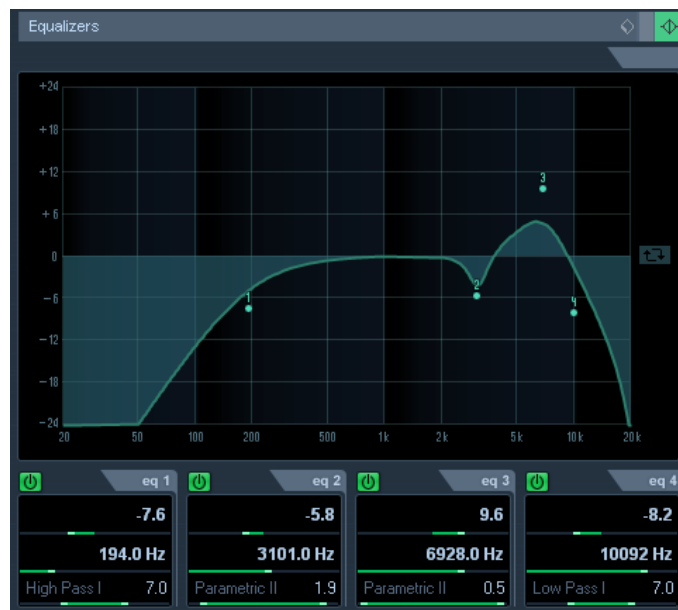 Equalizers
+24
+18
+12
+6
0
-6
-12
-18
-24
1
2
3
4
20 50 100 200 500 1k 2k 5k 10k 20k
eq 1 eq 2 eq 3 eq 4
-7.6 -5.8 9.6 -8.2
194.0 Hz 3101.0 Hz 6928.0 Hz 10092 Hz
High Pass I 7.0 Parametric II 1.9 Parametric II 0.5 Low Pass I 7.0